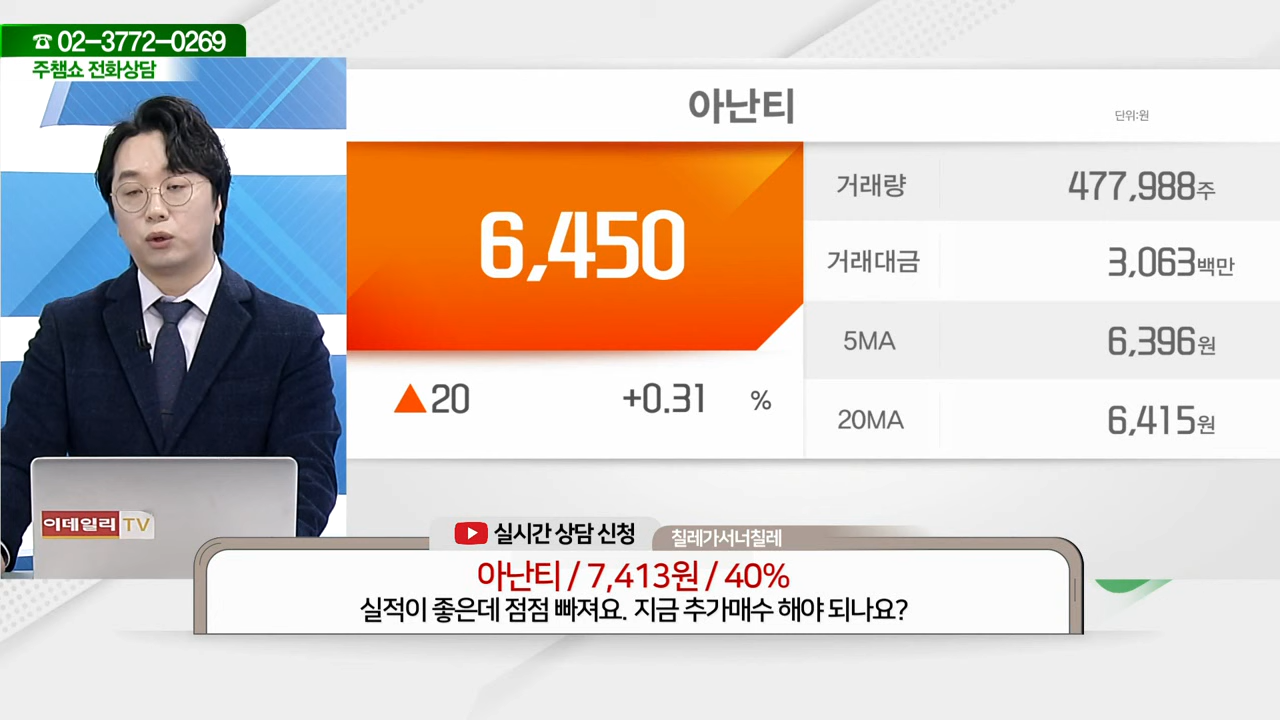 ☎ 02-3772-0269
주챔쇼 전화상담
아난티
단위:원
6,450
▲20 +0.31 %
거래량 477,988주
거래대금 3,063백만
5MA 6,396원
20MA 6,415원
이데일리 TV
실시간 상담 신청 칠레가서너칠레
아난티 / 7,413원 / 40%
실적이 좋은데 점점 빠져요. 지금 추가매수 해야 되나요?